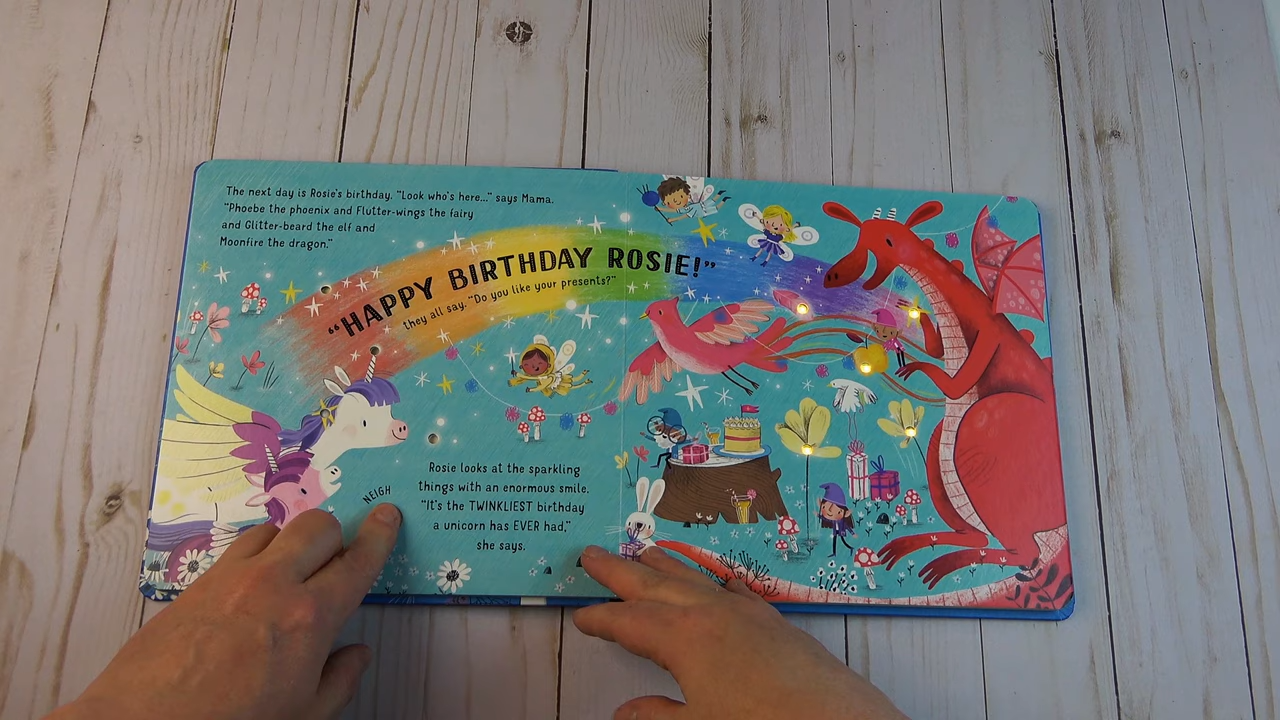 The next day is Rosie's birthday. "Look who's here..." says Mama.
"Phoebe the phoenix and Flutter-wings the fairy
and Glitter-beard the elf and
Moonfire the dragon."
"HAPPY BIRTHDAY ROSIE!"
they all say. "Do you like your presents?"
NEIGH
Rosie looks at the sparkling
things with an enormous smile.
"It's the TWINKLIEST birthday
a unicorn has EVER had,"
she says.